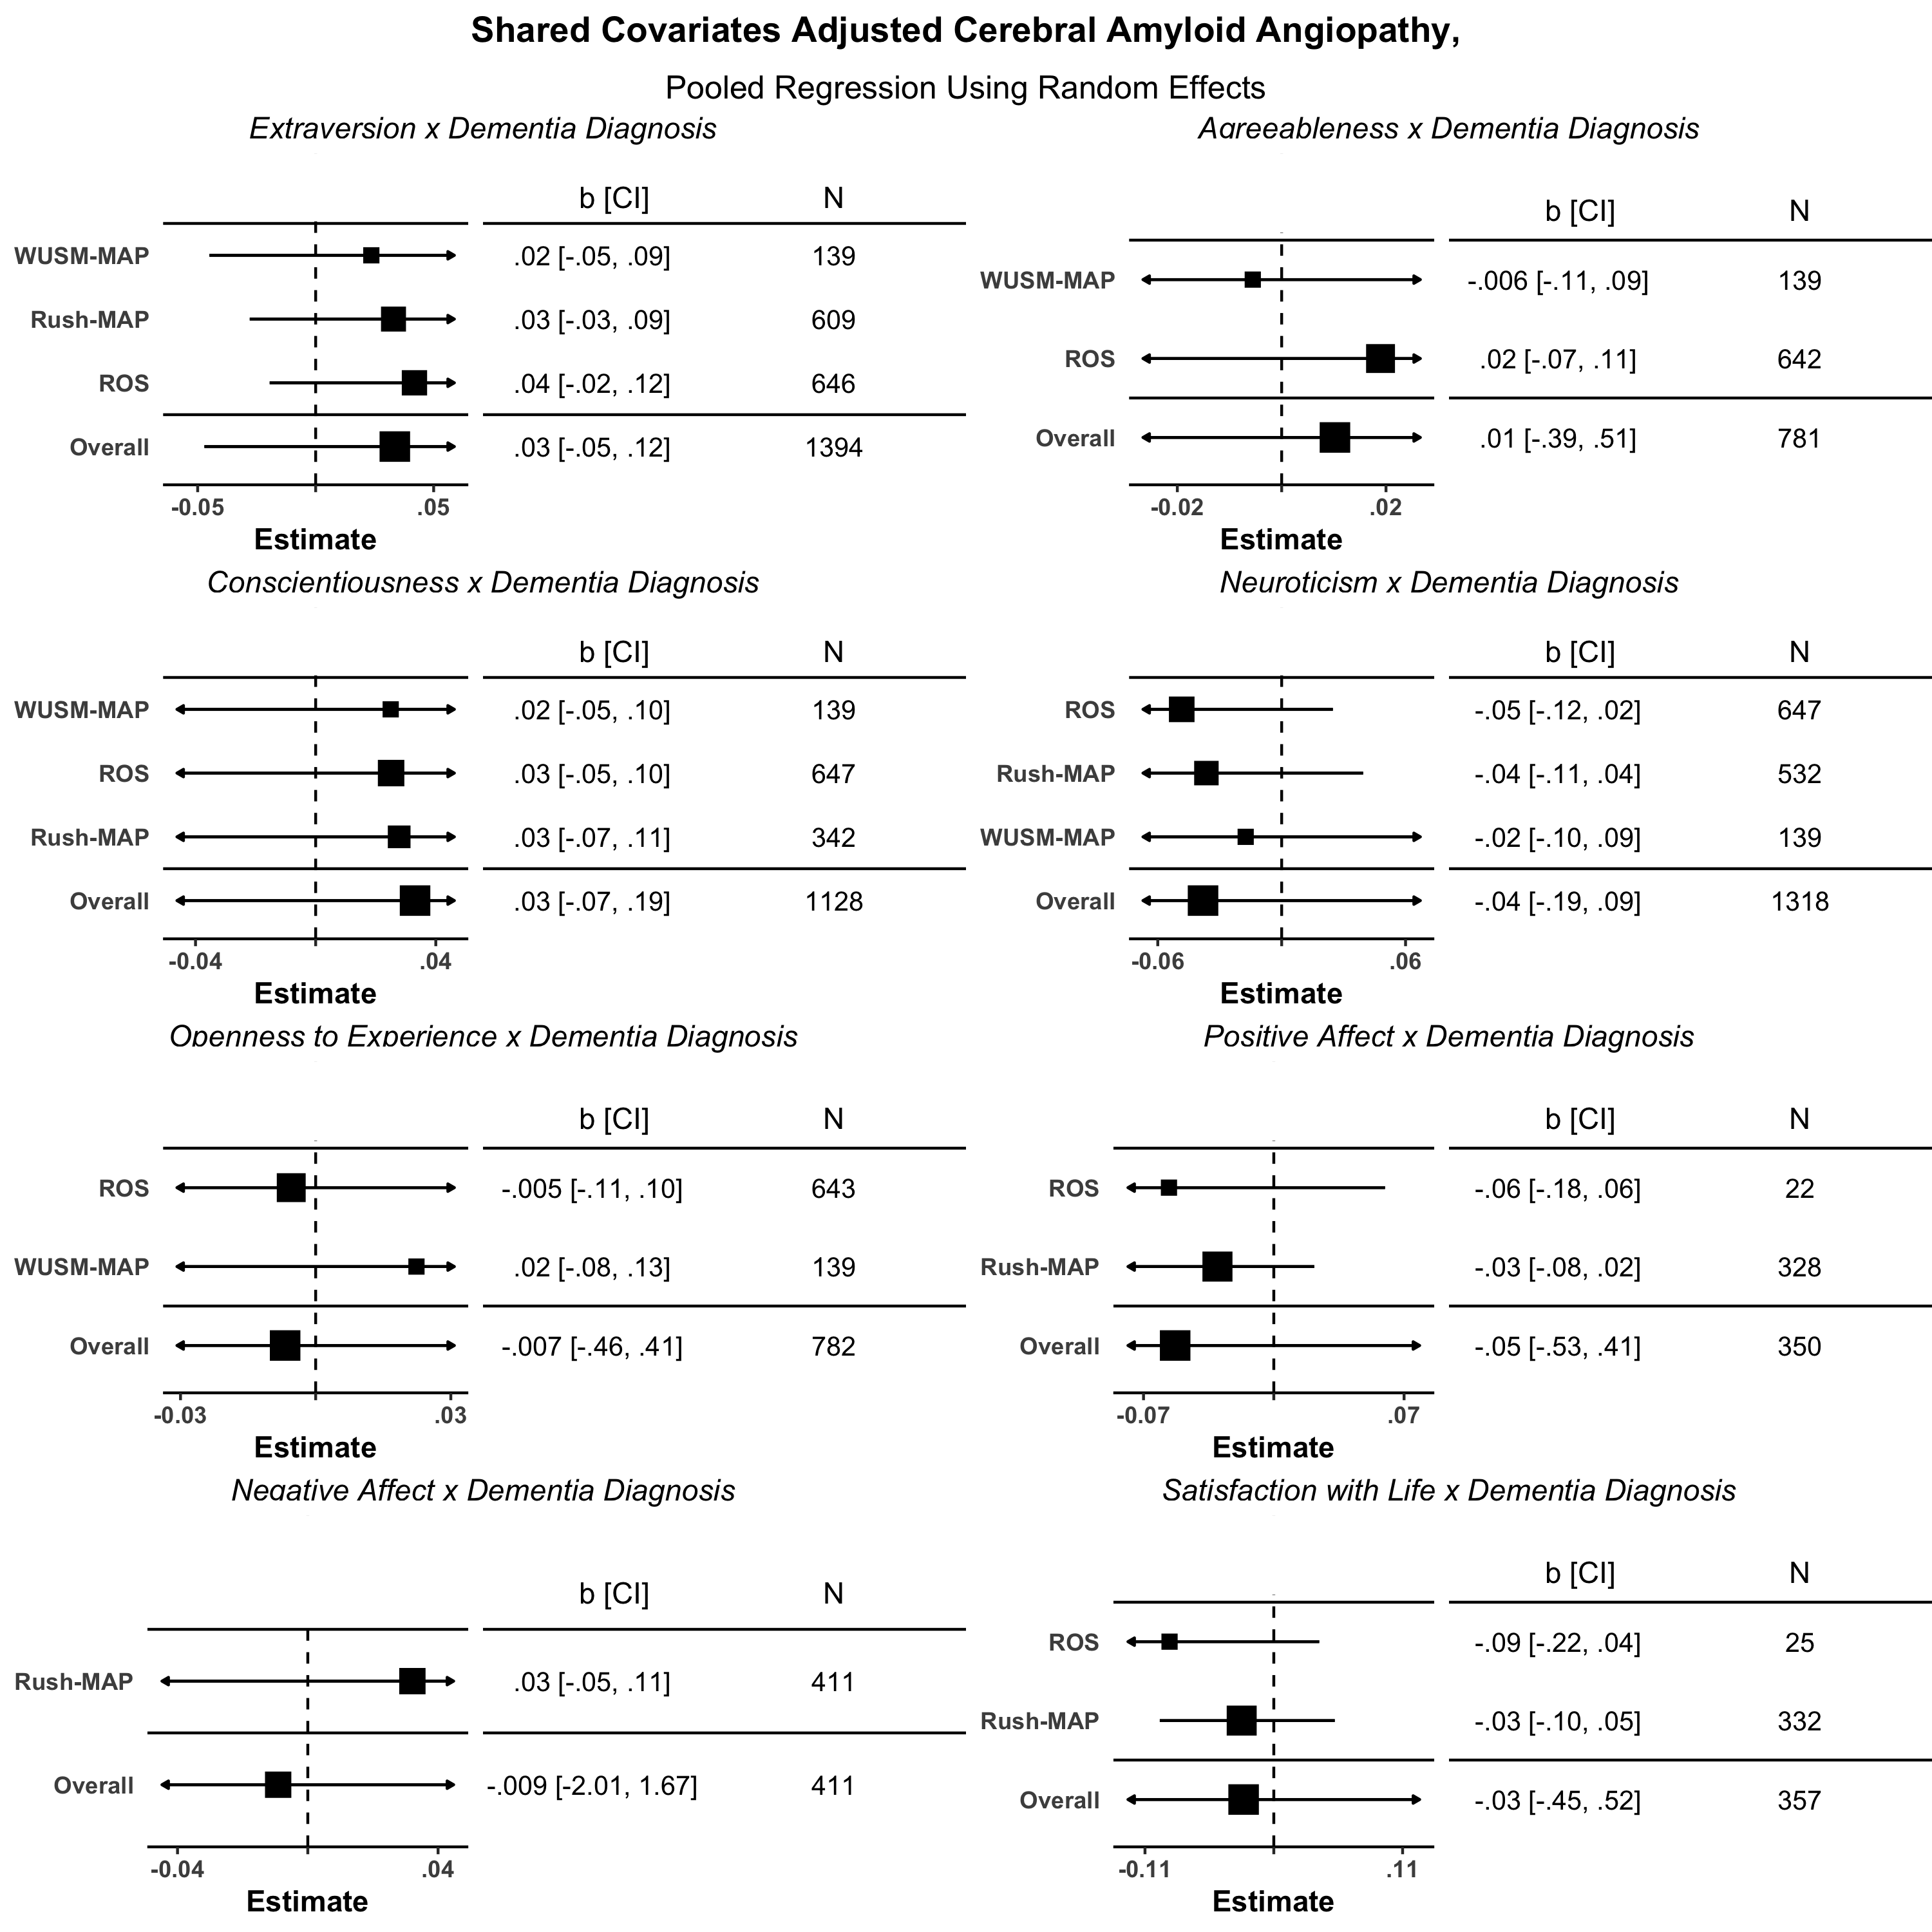 Shared Covariates Adjusted Cerebral Amyloid Angiopathy,
Pooled Regression Using Random Effects
Extraversion x Dementia Diagnosis
b [CI] N
WUSM-MAP .02 [-.05, .09] 139
Rush-MAP .03 [-.03, .09] 609
ROS .04 [-.02, .12] 646
Overall .03 [-.05, .12] 1394
-0.05 .05
Estimate
Agreeableness x Dementia Diagnosis
b [CI] N
WUSM-MAP -.006 [-.11, .09] 139
ROS .02 [-.07, .11] 642
Overall .01 [-.39, .51] 781
-0.02 .02
Estimate
Conscientiousness x Dementia Diagnosis
b [CI] N
WUSM-MAP .02 [-.05, .10] 139
ROS .03 [-.05, .10] 647
Rush-MAP .03 [-.07, .11] 342
Overall .03 [-.07, .19] 1128
-0.04 .04
Estimate
Neuroticism x Dementia Diagnosis
b [CI] N
ROS -.05 [-.12, .02] 647
Rush-MAP -.04 [-.11, .04] 532
WUSM-MAP -.02 [-.10, .09] 139
Overall -.04 [-.19, .09] 1318
-0.06 .06
Estimate
Openness to Experience x Dementia Diagnosis
b [CI] N
ROS -.005 [-.11, .10] 643
WUSM-MAP .02 [-.08, .13] 139
Overall -.007 [-.46, .41] 782
-0.03 .03
Estimate
Positive Affect x Dementia Diagnosis
b [CI] N
ROS -.06 [-.18, .06] 22
Rush-MAP -.03 [-.08, .02] 328
Overall -.05 [-.53, .41] 350
-0.07 .07
Estimate
Negative Affect x Dementia Diagnosis
b [CI] N
Rush-MAP .03 [-.05, .11] 411
Overall -.009 [-2.01, 1.67] 411
-0.04 .04
Estimate
Satisfaction with Life x Dementia Diagnosis
b [CI] N
ROS -.09 [-.22, .04] 25
Rush-MAP -.03 [-.10, .05] 332
Overall -.03 [-.45, .52] 357
-0.11 .11
Estimate